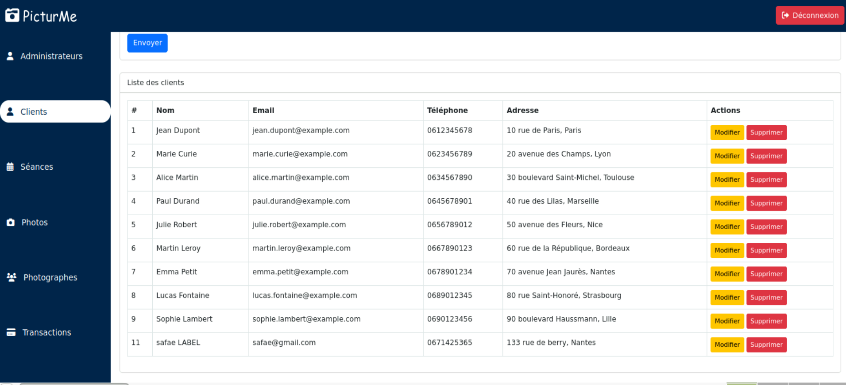 PicturMe
Déconnexion
Envoyer
Administrateurs
Clients
Séances
Photos
Photographes
Transactions
Liste des clients
# Nom Email Téléphone Adresse Actions
1 Jean Dupont jean.dupont@example.com 0612345678 10 rue de Paris, Paris Modifier Supprimer
2 Marie Curie marie.curie@example.com 0623456789 20 avenue des Champs, Lyon Modifier Supprimer
3 Alice Martin alice.martin@example.com 0634567890 30 boulevard Saint-Michel, Toulouse Modifier Supprimer
4 Paul Durand paul.durand@example.com 0645678901 40 rue des Lilas, Marseille Modifier Supprimer
5 Julie Robert julie.robert@example.com 0656789012 50 avenue des Fleurs, Nice Modifier Supprimer
6 Martin Leroy martin.leroy@example.com 0667890123 60 rue de la République, Bordeaux Modifier Supprimer
7 Emma Petit emma.petit@example.com 0678901234 70 avenue Jean Jaurès, Nantes Modifier Supprimer
8 Lucas Fontaine lucas.fontaine@example.com 0689012345 80 rue Saint-Honoré, Strasbourg Modifier Supprimer
9 Sophie Lambert sophie.lambert@example.com 0690123456 90 boulevard Haussmann, Lille Modifier Supprimer
11 safae LABEL safae@gmail.com 0671425365 133 rue de berry, Nantes Modifier Supprimer